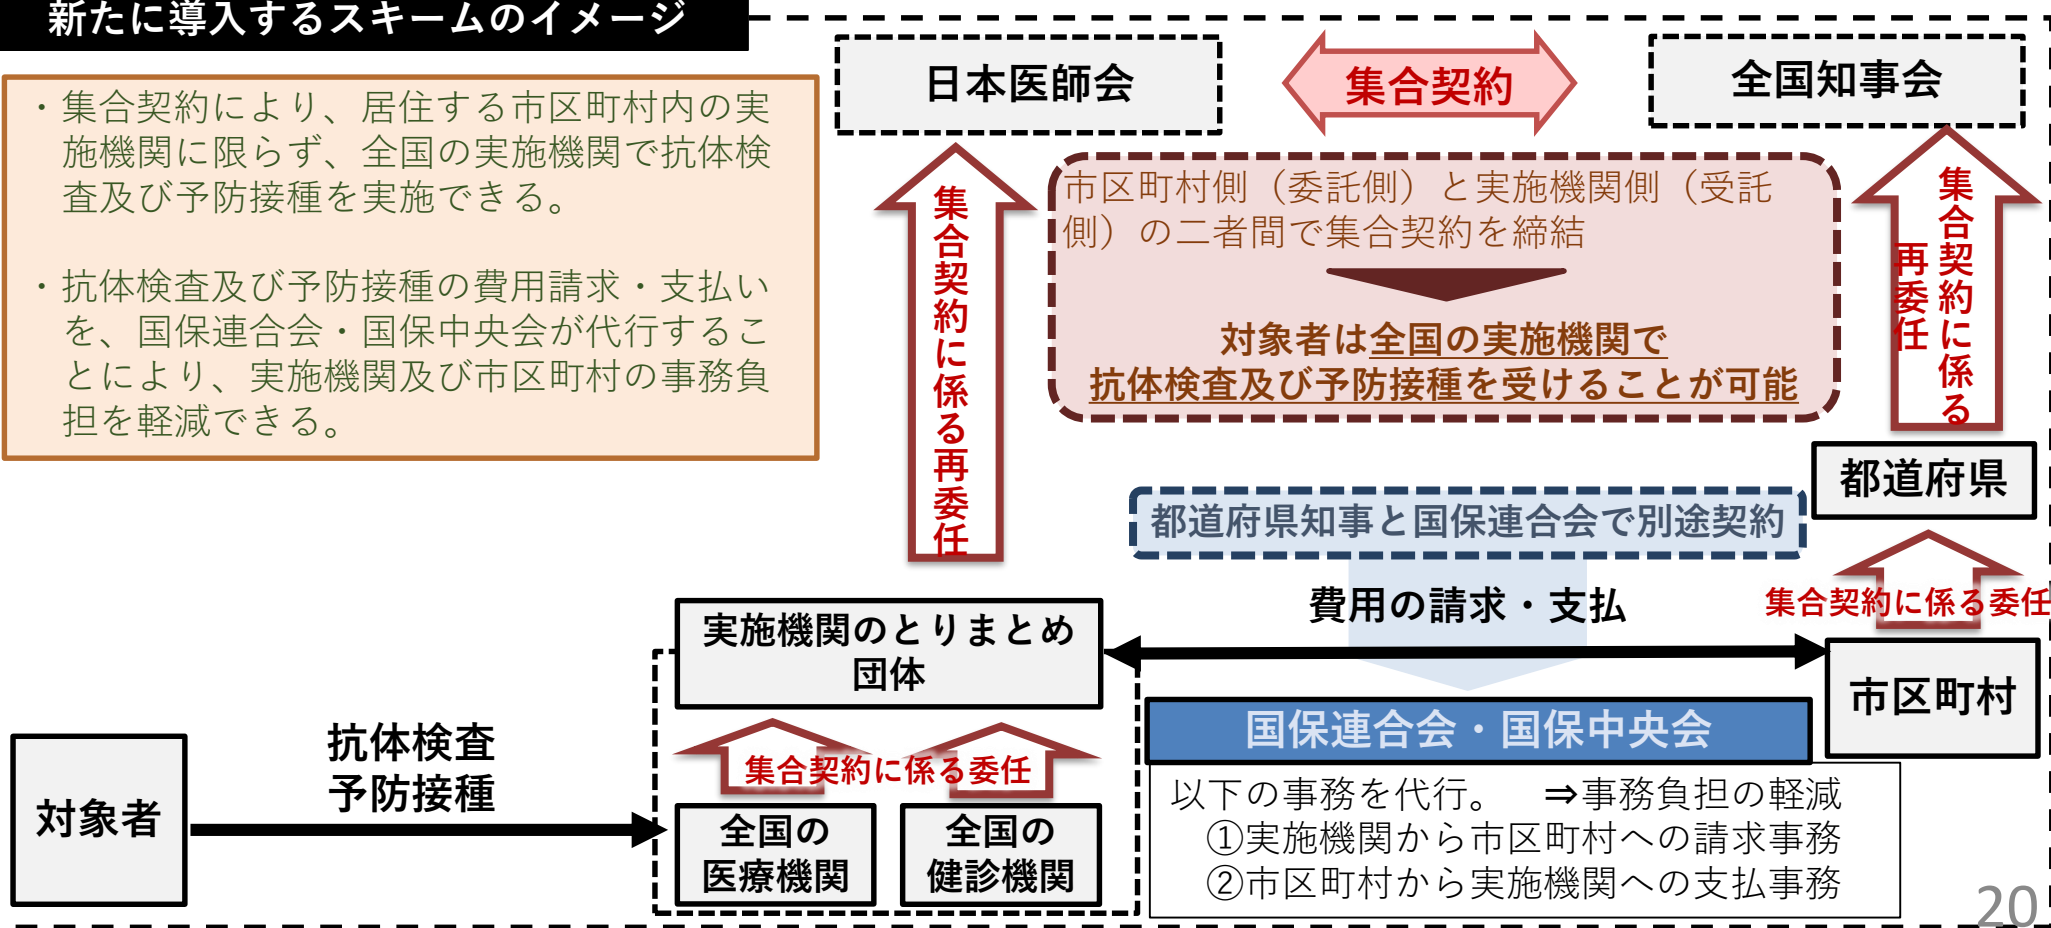 新たに導入するスキームのイメージ
・集合契約により、居住する市区町村内の実
施機関に限らず、全国の実施機関で抗体検
査及び予防接種を実施できる。
・抗体検査及び予防接種の費用請求・支払い
を、国保連合会・国保中央会が代行するこ
とにより、実施機関及び市区町村の事務負
担を軽減できる。
日本医師会
集合契約
全国知事会
市区町村側（委託側）と実施機関側（受託
側）の二者間で集合契約を締結
対象者は全国の実施機関で
抗体検査及び予防接種を受けることが可能
集合契約に係る再委任
集合契約に係る
再委任
都道府県
都道府県知事と国保連合会で別途契約
集合契約に係る委任
費用の請求・支払
実施機関のとりまとめ
団体
市区町村
国保連合会・国保中央会
以下の事務を代行。　⇒事務負担の軽減
①実施機関から市区町村への請求事務
②市区町村から実施機関への支払事務
対象者
抗体検査
予防接種
集合契約に係る委任
全国の
医療機関
全国の
健診機関
20